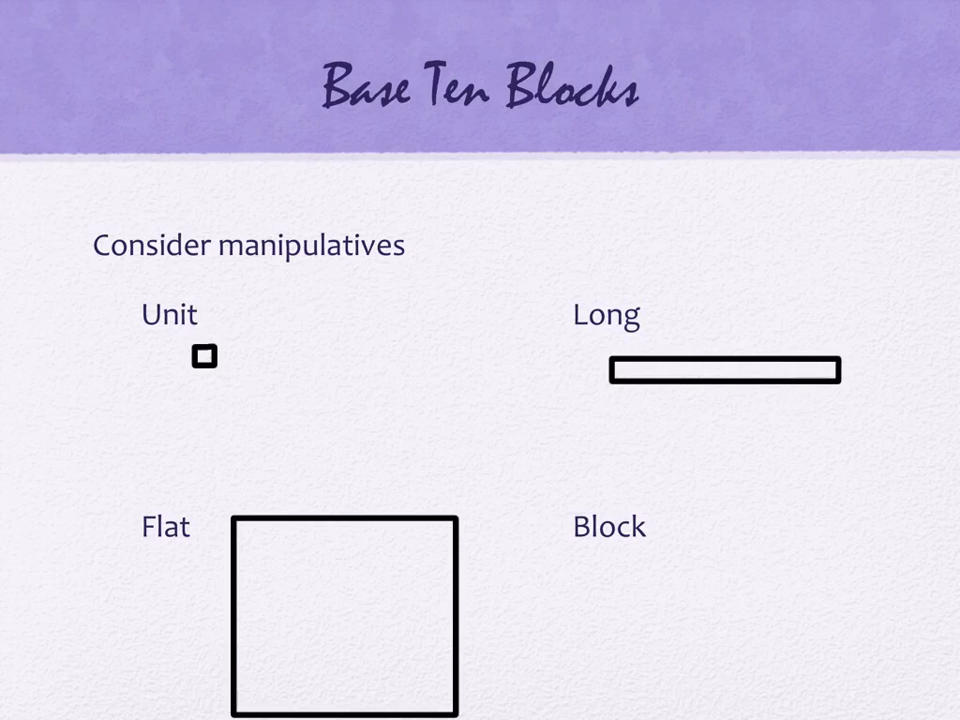 Base Ten Blocks
Consider manipulatives
Unit
Long
Flat
Block